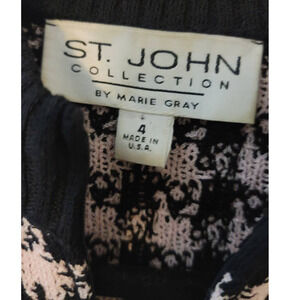 ST. JOHN
COLLECTION
BY MARIE GRAY
4
MADE IN
U.S.A.